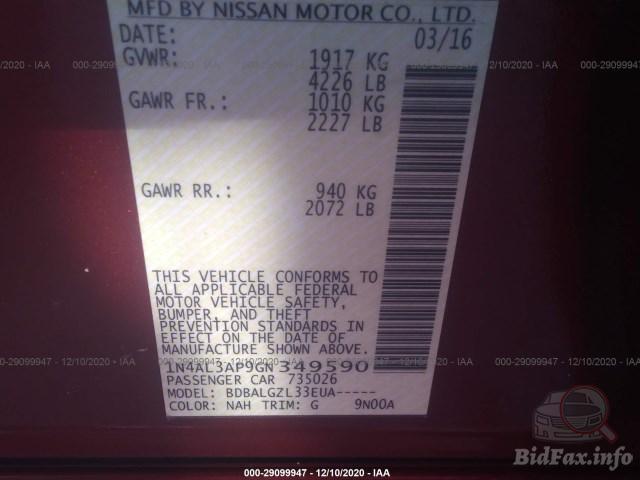 MFD BY NISSAN MOTOR CO., LTD.
DATE: 03/16
GVWR: 1917 KG
4226 LB
GAWR FR.: 1010 KG
2227 LB
GAWR RR.: 940 KG
2072 LB
THIS VEHICLE CONFORMS TO
ALL APPLICABLE FEDERAL
MOTOR VEHICLE SAFETY,
BUMPER, AND THEFT
PREVENTION STANDARDS IN
EFFECT ON THE DATE OF
MANUFACTURE SHOWN ABOVE.
1N4AL3AP9GN349590
PASSENGER CAR 735026
MODEL: BDBALGZL33EUA-----
COLOR: NAH TRIM: G 9N00A
000-29099947 - 12/10/2020 - IAA
BidFax.info